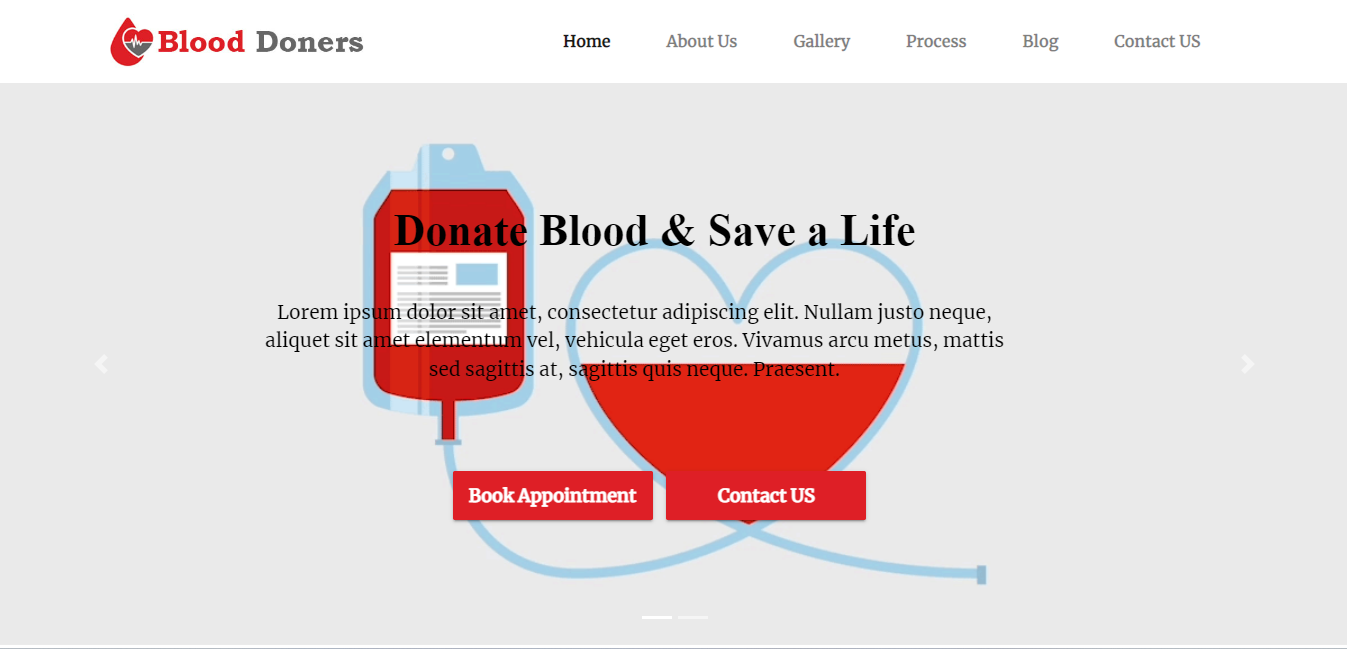 Blood Doners
Home About Us Gallery Process Blog Contact US
Donate Blood & Save a Life
Lorem ipsum dolor sit amet, consectetur adipiscing elit. Nullam justo neque,
aliquet sit amet elementum vel, vehicula eget eros. Vivamus arcu metus, mattis
sed sagittis at, sagittis quis neque. Praesent.
Book Appointment Contact US